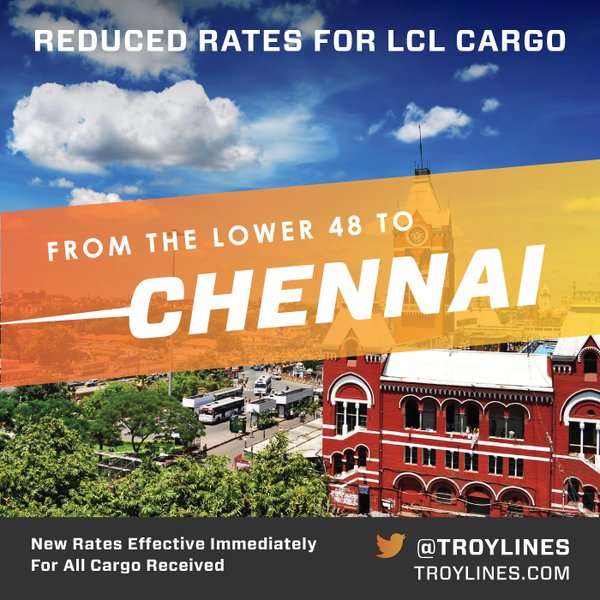 REDUCED RATES FOR LCL CARGO
FROM THE LOWER 48 TO
CHENNAI
New Rates Effective Immediately
For All Cargo Received
@TROYLINES
TROYLINES.COM